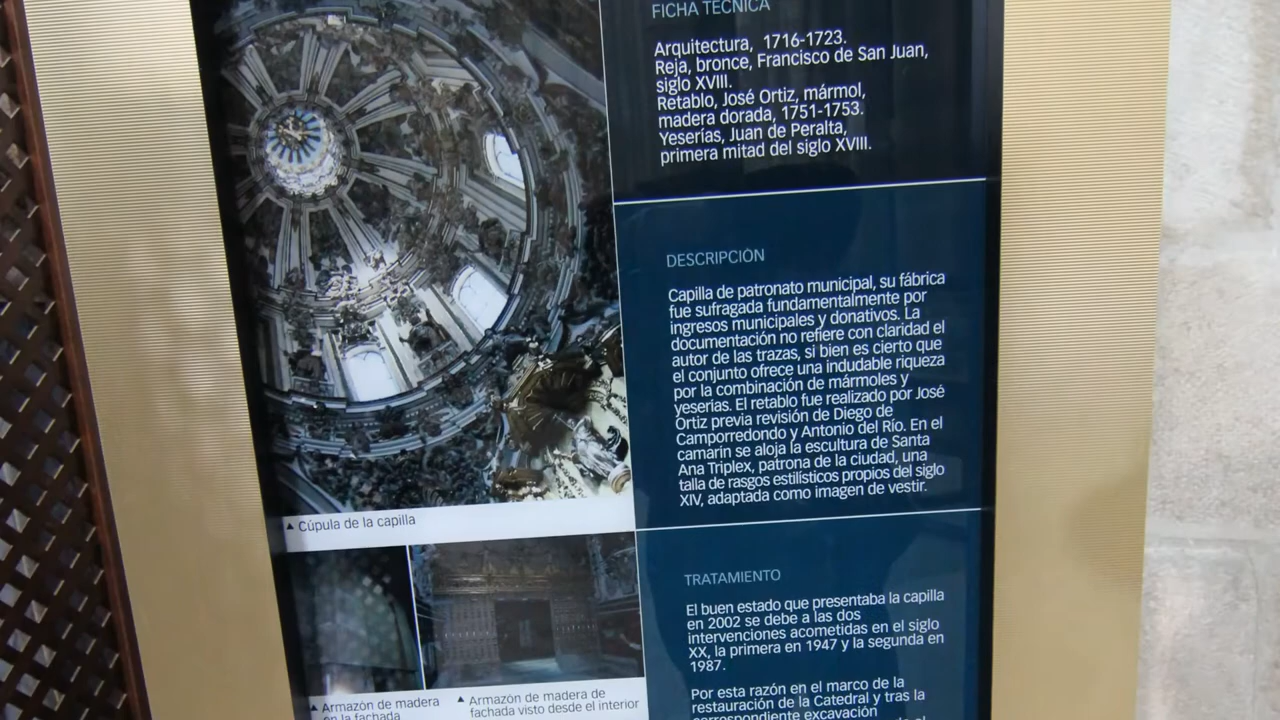 FICHA TÉCNICA
Arquitectura, 1716-1723.
Reja, bronce, Francisco de San Juan,
siglo XVIII.
Retablo, José Ortiz, mármol,
madera dorada, 1751-1753.
Yeserías, Juan de Peralta,
primera mitad del siglo XVIII.
DESCRIPCIÓN
Capilla de patronato municipal, su fábrica
fue sufragada fundamentalmente por
ingresos municipales y donativos. La
documentación no refiere con claridad el
autor de las trazas, si bien es cierto que
el conjunto ofrece una indudable riqueza
por la combinación de mármoles y
yeserías. El retablo fue realizado por José
Ortiz previa revisión de Diego de
Camporredondo y Antonio del Río. En el
camarín se aloja la escultura de Santa
Ana Triplex, patrona de la ciudad, una
talla de rasgos estilísticos propios del siglo
XIV, adaptada como imagen de vestir.
▲ Cúpula de la capilla
TRATAMIENTO
El buen estado que presentaba la capilla
en 2002 se debe a las dos
intervenciones acometidas en el siglo
XX, la primera en 1947 y la segunda en
1987.
Por esta razón en el marco de la
restauración de la Catedral y tras la
correspondiente excavación
▲ Armazón de madera
en la fachada
▲ Armazón de madera de
fachada visto desde el interior